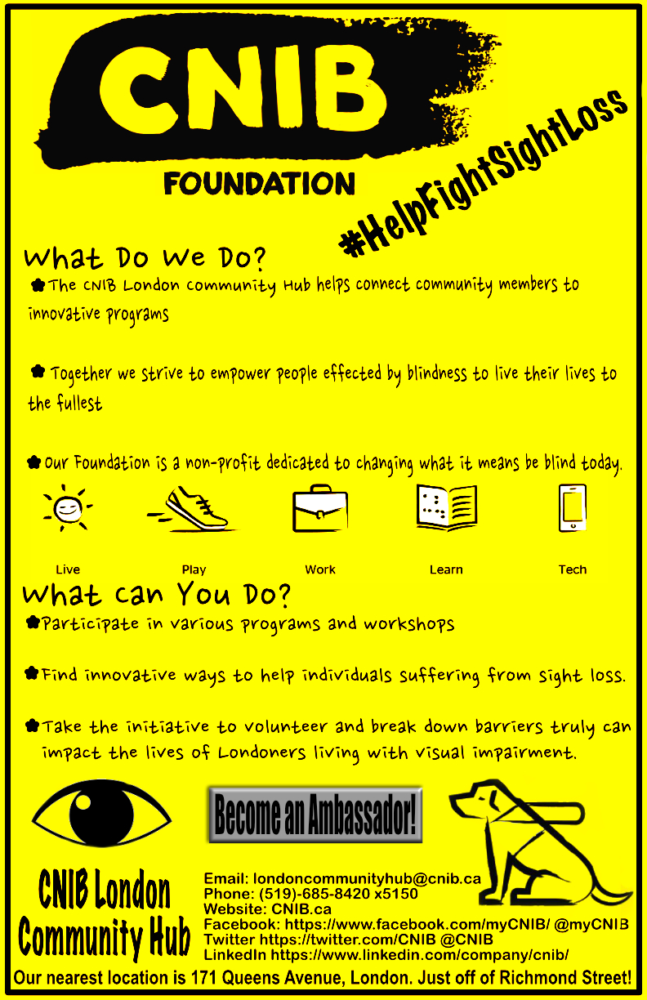 CNIB
FOUNDATION
#HelpFightSightLoss
What Do We Do?
The CNIB London Community Hub helps connect community members to
innovative programs
Together we strive to empower people effected by blindness to live their lives to
the fullest
Our Foundation is a non-profit dedicated to changing what it means be blind today.
Live Play Work Learn Tech
What Can You Do?
Participate in various programs and workshops
Find innovative ways to help individuals suffering from sight loss.
Take the initiative to volunteer and break down barriers truly can
impact the lives of Londoners living with visual impairment.
Become an Ambassador!
CNIB London
Community Hub
Email: londoncommunityhub@cnib.ca
Phone: (519)-685-8420 x5150
Website: CNIB.ca
Facebook: https://www.facebook.com/myCNIB/ @myCNIB
Twitter https://twitter.com/CNIB @CNIB
LinkedIn https://www.linkedin.com/company/cnib/
Our nearest location is 171 Queens Avenue, London. Just off of Richmond Street!